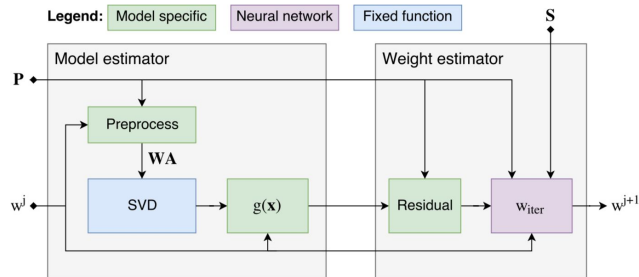 Legend: Model specific Neural network Fixed function
S
Model estimator
Weight estimator
P
Preprocess
WA
w^j
SVD
g(x)
Residual
w_iter
w^{j+1}